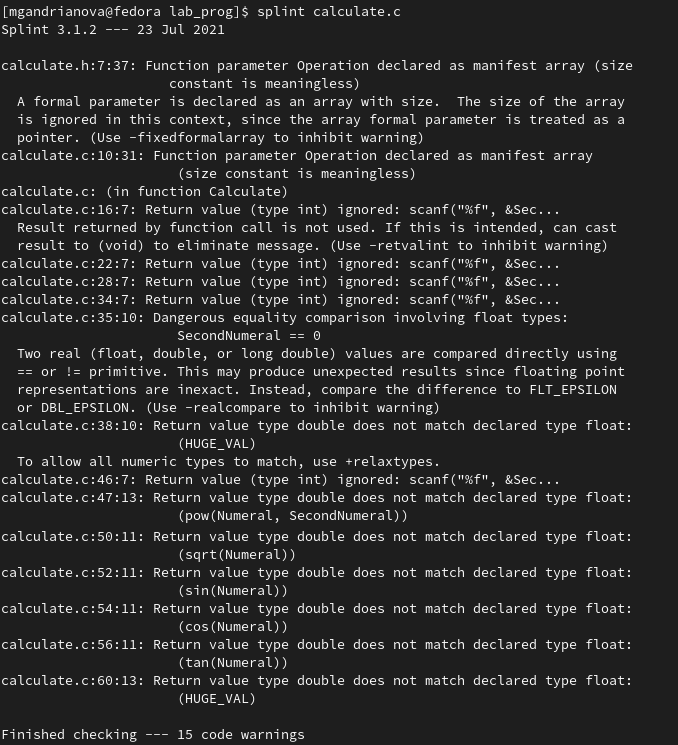 [mgandrianova@fedora lab_prog]$ splint calculate.c
Splint 3.1.2 --- 23 Jul 2021

calculate.h:7:37: Function parameter Operation declared as manifest array (size
                     constant is meaningless)
  A formal parameter is declared as an array with size.  The size of the array
  is ignored in this context, since the array formal parameter is treated as a
  pointer. (Use -fixedformalarray to inhibit warning)
calculate.c:10:31: Function parameter Operation declared as manifest array
                      (size constant is meaningless)
calculate.c: (in function Calculate)
calculate.c:16:7: Return value (type int) ignored: scanf("%f", &Sec...
  Result returned by function call is not used. If this is intended, can cast
  result to (void) to eliminate message. (Use -retvalint to inhibit warning)
calculate.c:22:7: Return value (type int) ignored: scanf("%f", &Sec...
calculate.c:28:7: Return value (type int) ignored: scanf("%f", &Sec...
calculate.c:34:7: Return value (type int) ignored: scanf("%f", &Sec...
calculate.c:35:10: Dangerous equality comparison involving float types:
                      SecondNumeral == 0
  Two real (float, double, or long double) values are compared directly using
  == or != primitive. This may produce unexpected results since floating point
  representations are inexact. Instead, compare the difference to FLT_EPSILON
  or DBL_EPSILON. (Use -realcompare to inhibit warning)
calculate.c:38:10: Return value type double does not match declared type float:
                      (HUGE_VAL)
  To allow all numeric types to match, use +relaxtypes.
calculate.c:46:7: Return value (type int) ignored: scanf("%f", &Sec...
calculate.c:47:13: Return value type double does not match declared type float:
                      (pow(Numeral, SecondNumeral))
calculate.c:50:11: Return value type double does not match declared type float:
                      (sqrt(Numeral))
calculate.c:52:11: Return value type double does not match declared type float:
                      (sin(Numeral))
calculate.c:54:11: Return value type double does not match declared type float:
                      (cos(Numeral))
calculate.c:56:11: Return value type double does not match declared type float:
                      (tan(Numeral))
calculate.c:60:13: Return value type double does not match declared type float:
                      (HUGE_VAL)

Finished checking --- 15 code warnings